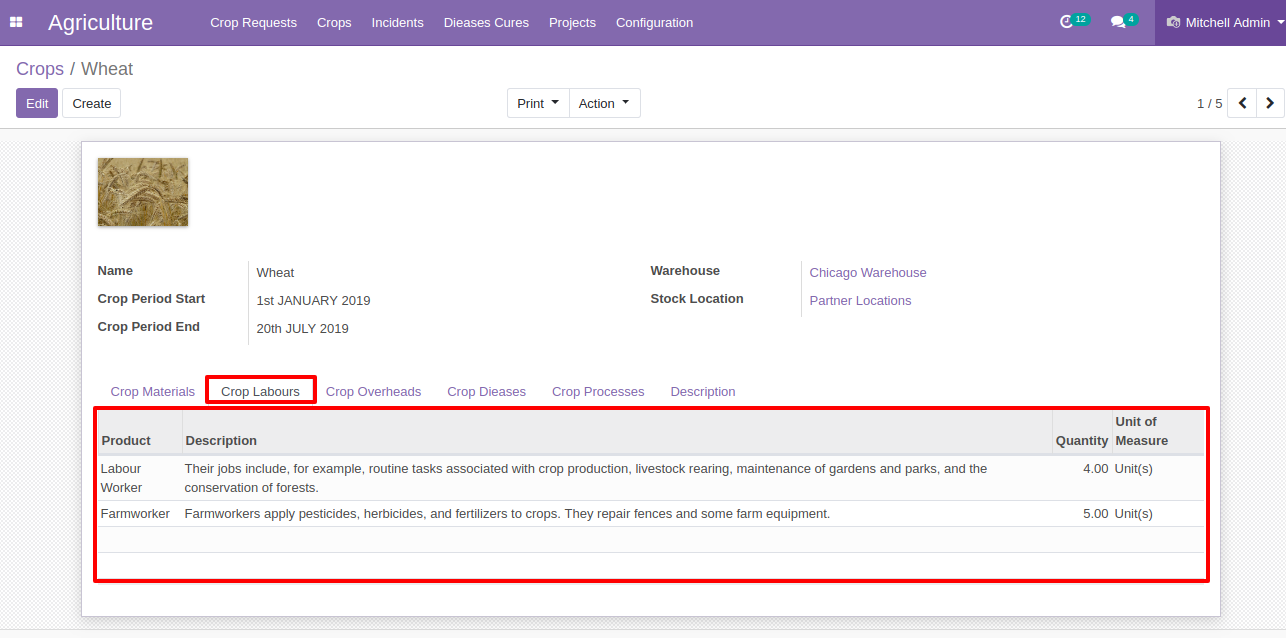 Agriculture Crop Requests Crops Incidents Dieases Cures Projects Configuration 12 4 Mitchell Admin
Crops / Wheat
Edit Create Print Action 1 / 5
Name Wheat Warehouse Chicago Warehouse
Crop Period Start 1st JANUARY 2019 Stock Location Partner Locations
Crop Period End 20th JULY 2019
Crop Materials Crop Labours Crop Overheads Crop Dieases Crop Processes Description
Product Description Quantity Unit of Measure
Labour Worker Their jobs include, for example, routine tasks associated with crop production, livestock rearing, maintenance of gardens and parks, and the conservation of forests. 4.00 Unit(s)
Farmworker Farmworkers apply pesticides, herbicides, and fertilizers to crops. They repair fences and some farm equipment. 5.00 Unit(s)